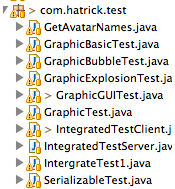 > com.hatrick.test
GetAvatarNames.java
GraphicBasicTest.java
GraphicBubbleTest.java
GraphicExplosionTest.java
> GraphicGUITest.java
GraphicTest.java
> IntegratedTestClient.j
IntegratedTestServer.jav
IntergrateTest1.java
SerializableTest.java